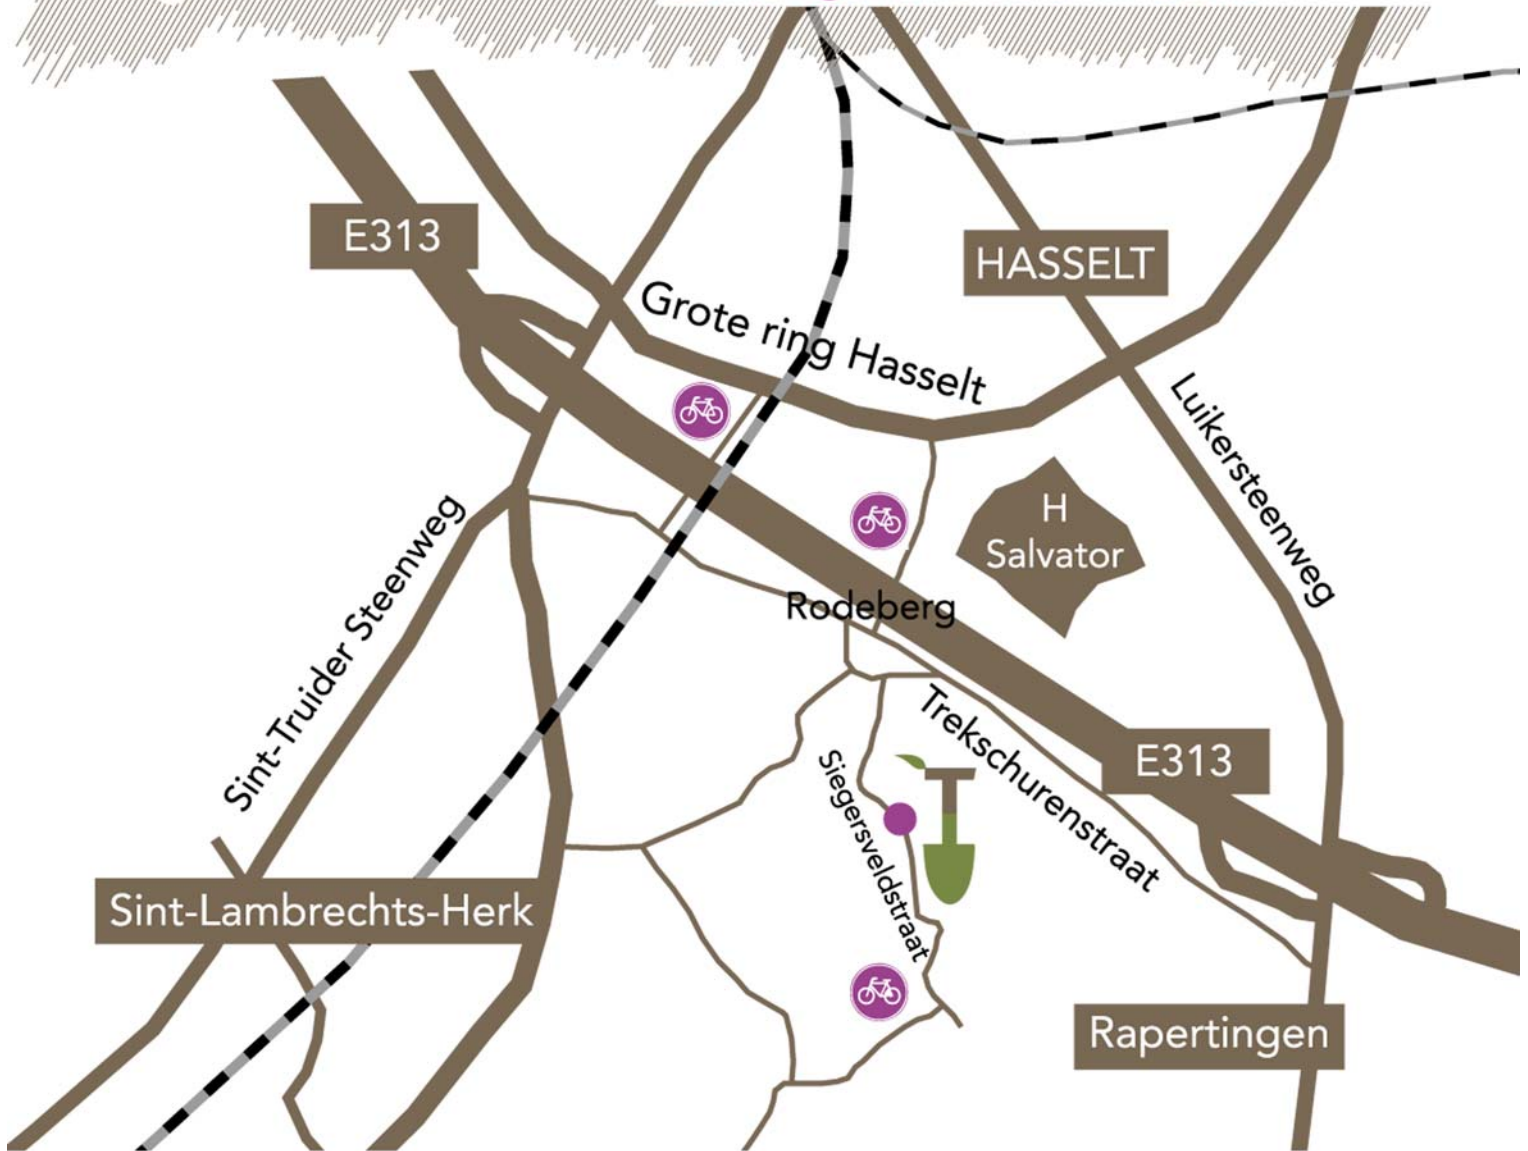 E313
HASSELT
Grote ring Hasselt
Luikersteenweg
H
Salvator
Sint-Truider Steenweg
Rodeberg
Trekschurenstraat
E313
Siegersveldstraat
Sint-Lambrechts-Herk
Rapertingen